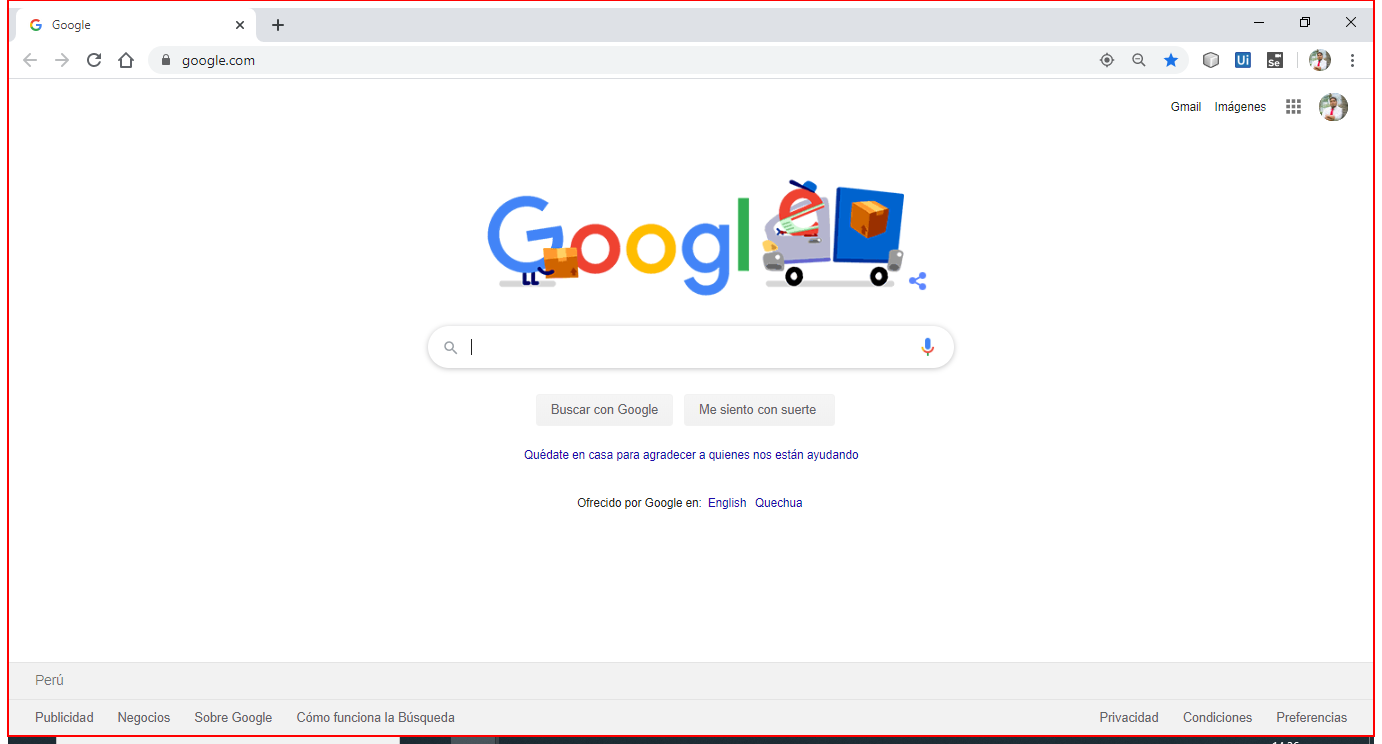 Google
google.com
Ui
Se
Gmail Imágenes
Google
Buscar con Google Me siento con suerte
Quédate en casa para agradecer a quienes nos están ayudando
Ofrecido por Google en: English Quechua
Perú
Publicidad Negocios Sobre Google Cómo funciona la Búsqueda Privacidad Condiciones Preferencias